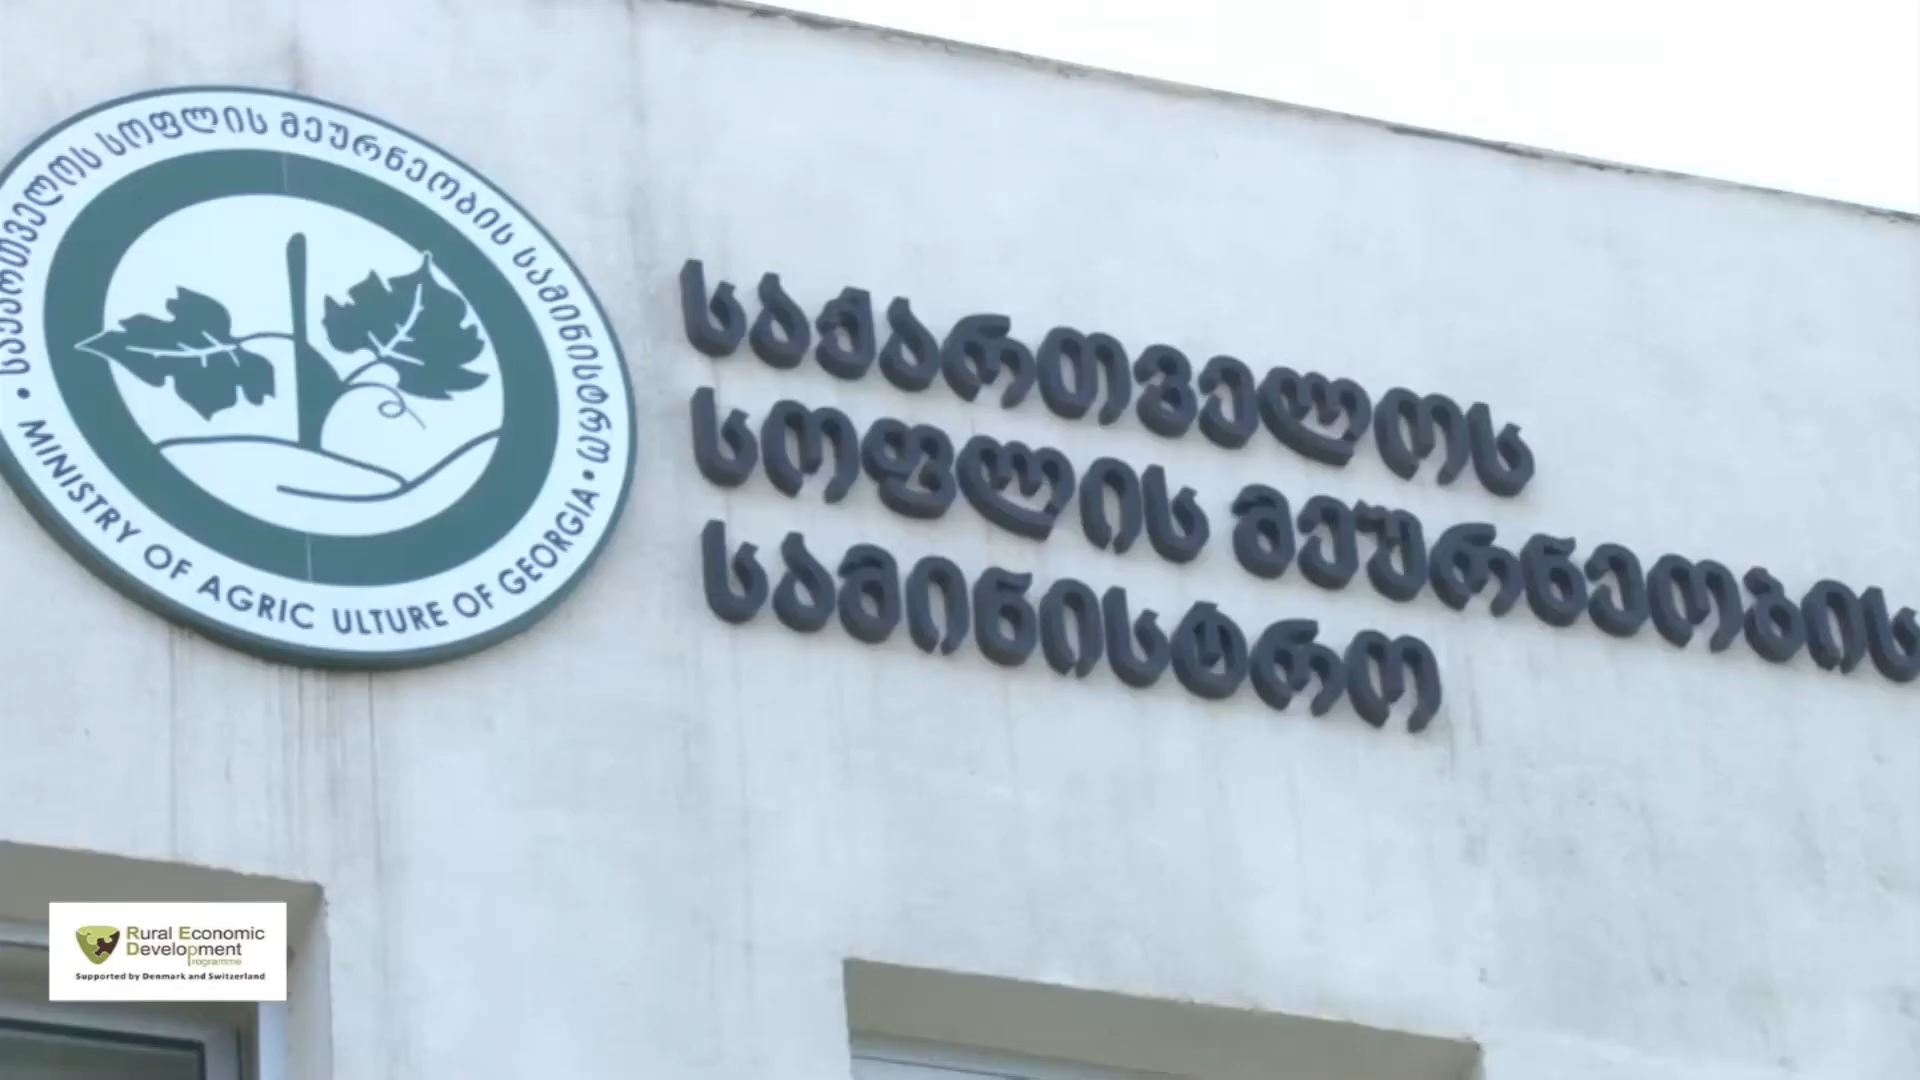 საქართველოს სოფლის მეურნეობის სამინისტრო
• MINISTRY OF AGRIC ULTURE OF GEORGIA •
საქართველოს
სოფლის მეურნეობის
სამინისტრო
Rural Economic
Development
Programme
Supported by Denmark and Switzerland